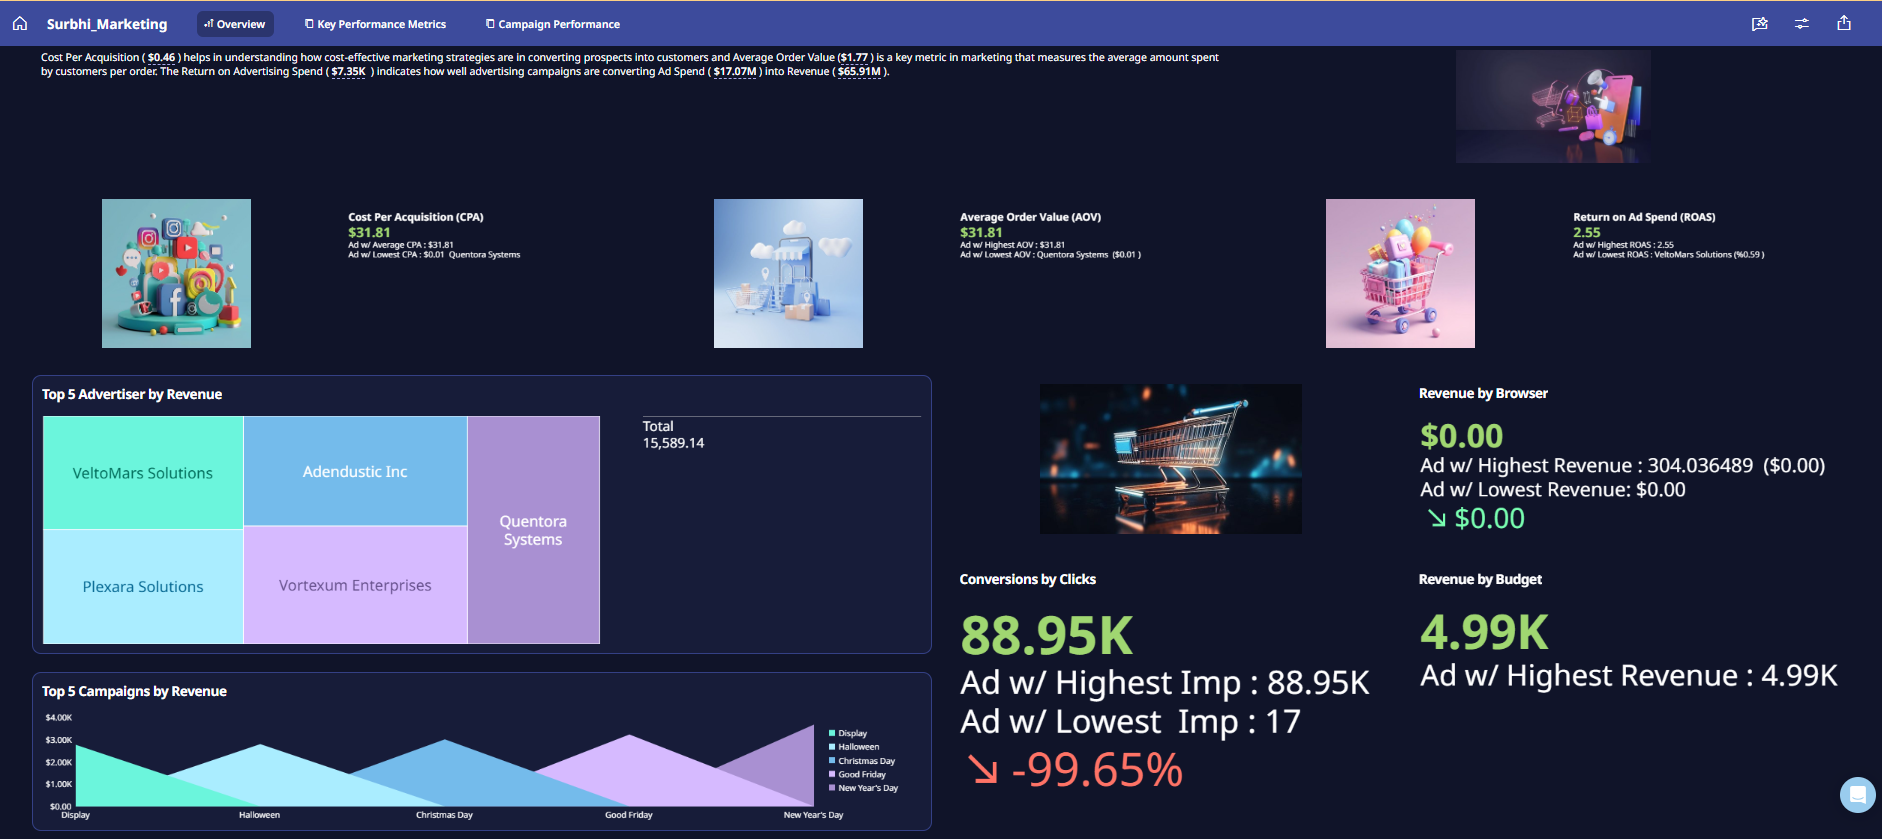 Surbhi_Marketing
Overview
Key Performance Metrics
Campaign Performance
Cost Per Acquisition ( $0.46 ) helps in understanding how cost-effective marketing strategies are in converting prospects into customers and Average Order Value ($1.77 ) is a key metric in marketing that measures the average amount spent
by customers per order. The Return on Advertising Spend ( $7.35K ) indicates how well advertising campaigns are converting Ad Spend ( $17.07M ) into Revenue ( $65.91M ).
Cost Per Acquisition (CPA)
$31.81
Ad w/ Average CPA : $31.81
Ad w/ Lowest CPA : $0.01 Quentora Systems
Average Order Value (AOV)
$31.81
Ad w/ Highest AOV : $31.81
Ad w/ Lowest AOV : Quentora Systems ($0.01 )
Return on Ad Spend (ROAS)
2.55
Ad w/ Highest ROAS : 2.55
Ad w/ Lowest ROAS : VeltoMars Solutions (%0.59 )
Top 5 Advertiser by Revenue
VeltoMars Solutions
Adendustic Inc
Quentora
Systems
Plexara Solutions
Vortexum Enterprises
Total
15,589.14
Revenue by Browser
$0.00
Ad w/ Highest Revenue : 304.036489 ($0.00)
Ad w/ Lowest Revenue: $0.00
↘ $0.00
Conversions by Clicks
88.95K
Ad w/ Highest Imp : 88.95K
Ad w/ Lowest Imp : 17
↘ -99.65%
Revenue by Budget
4.99K
Ad w/ Highest Revenue : 4.99K
Top 5 Campaigns by Revenue
$4.00K
$3.00K
$2.00K
$1.00K
$0.00
Display
Halloween
Christmas Day
Good Friday
New Year's Day
Display
Halloween
Christmas Day
Good Friday
New Year's Day